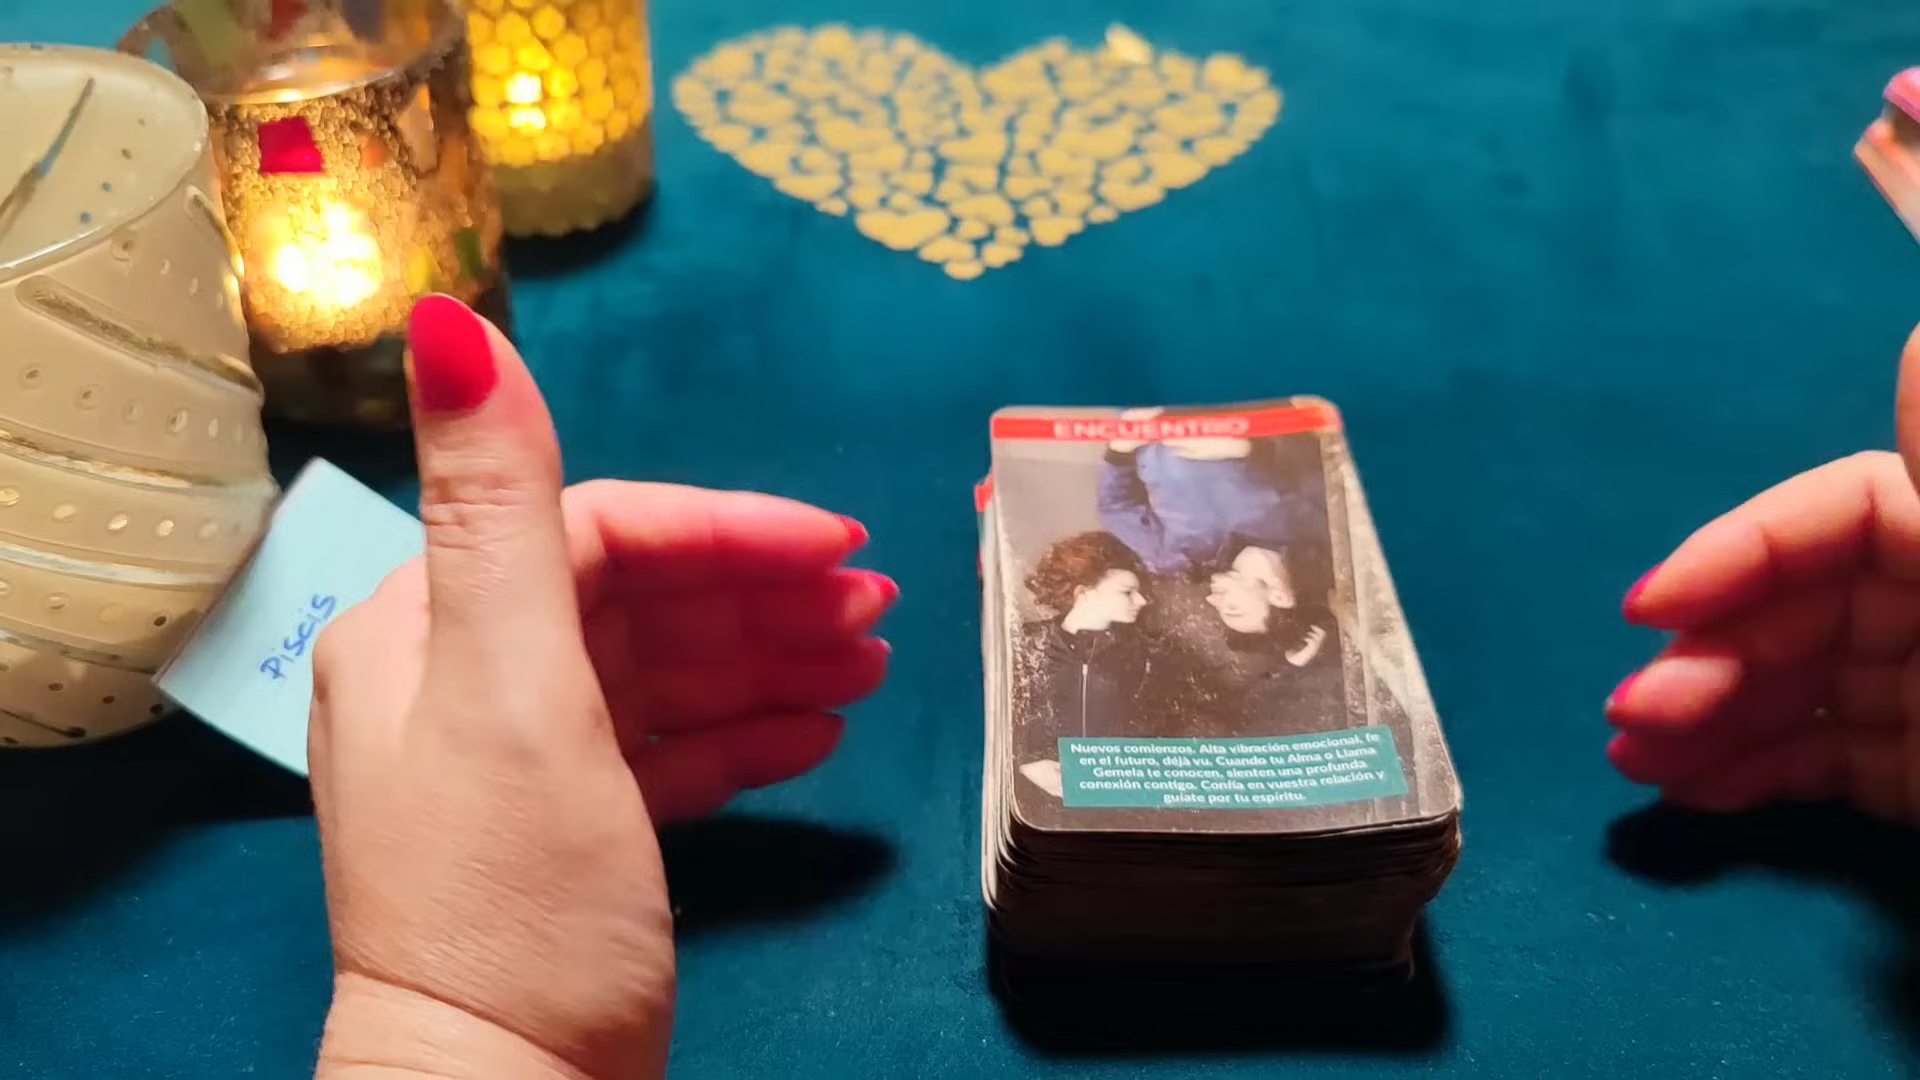 ENCUENTRO
Piscis
Nuevos comienzos. Alta vibración emocional, fe
en el futuro, déjà vu. Cuando tu Alma o Llama
Gemela te conocen, sienten una profunda
conexión contigo. Confía en vuestra relación y
guíate por tu espíritu.